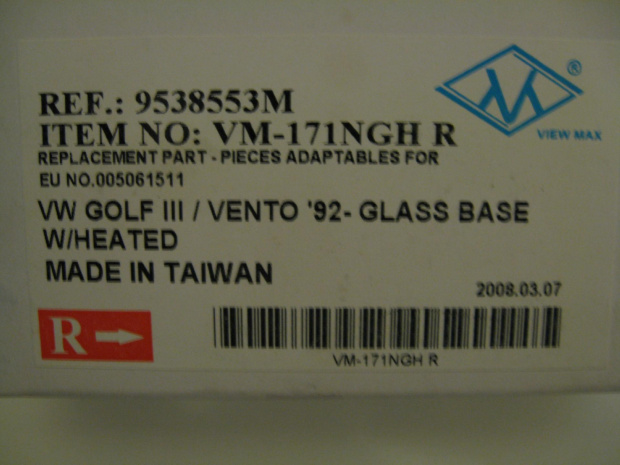 REF.: 9538553M
ITEM NO: VM-171NGH R
REPLACEMENT PART - PIECES ADAPTABLES FOR
EU NO.005061511
VW GOLF III / VENTO '92- GLASS BASE
W/HEATED
MADE IN TAIWAN
VM ®
VIEW MAX
2008.03.07
R →
VM-171NGH R